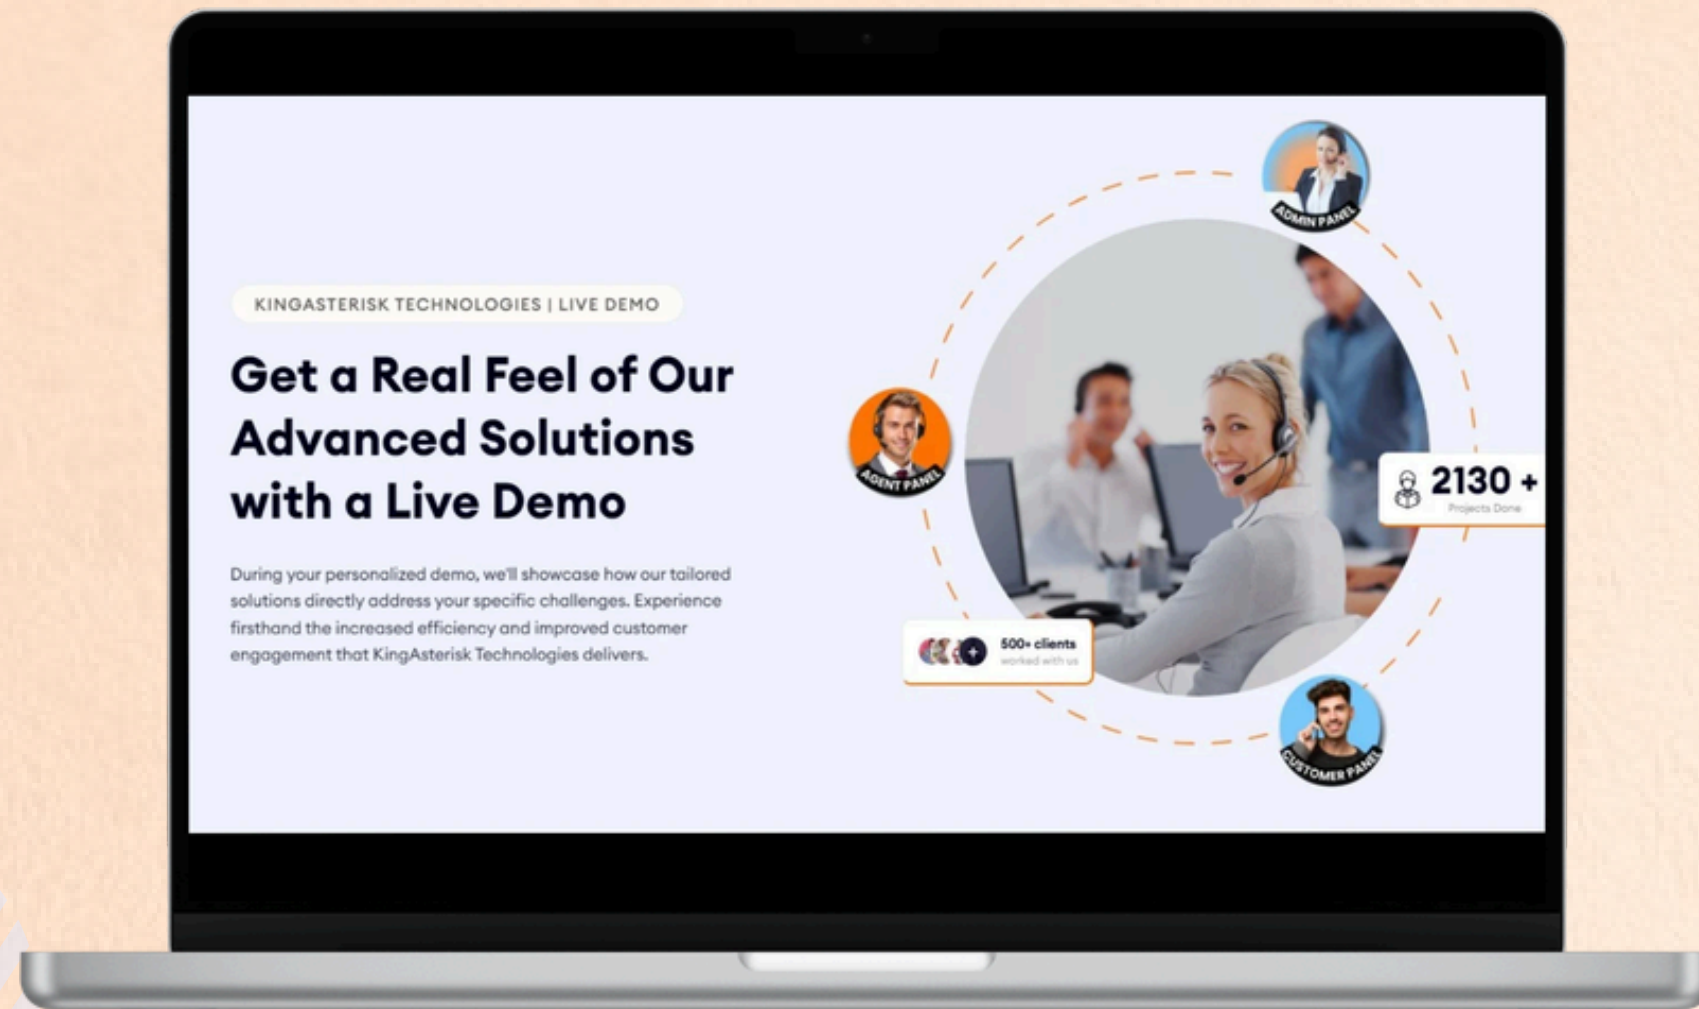 KINGASTERISK TECHNOLOGIES | LIVE DEMO
Get a Real Feel of Our
Advanced Solutions
with a Live Demo
During your personalized demo, we'll showcase how our tailored
solutions directly address your specific challenges. Experience
firsthand the increased efficiency and improved customer
engagement that KingAsterisk Technologies delivers.
ADMIN PANEL
AGENT PANEL
2130 +
Projects Done
500+ clients
worked with us
CUSTOMER PANEL